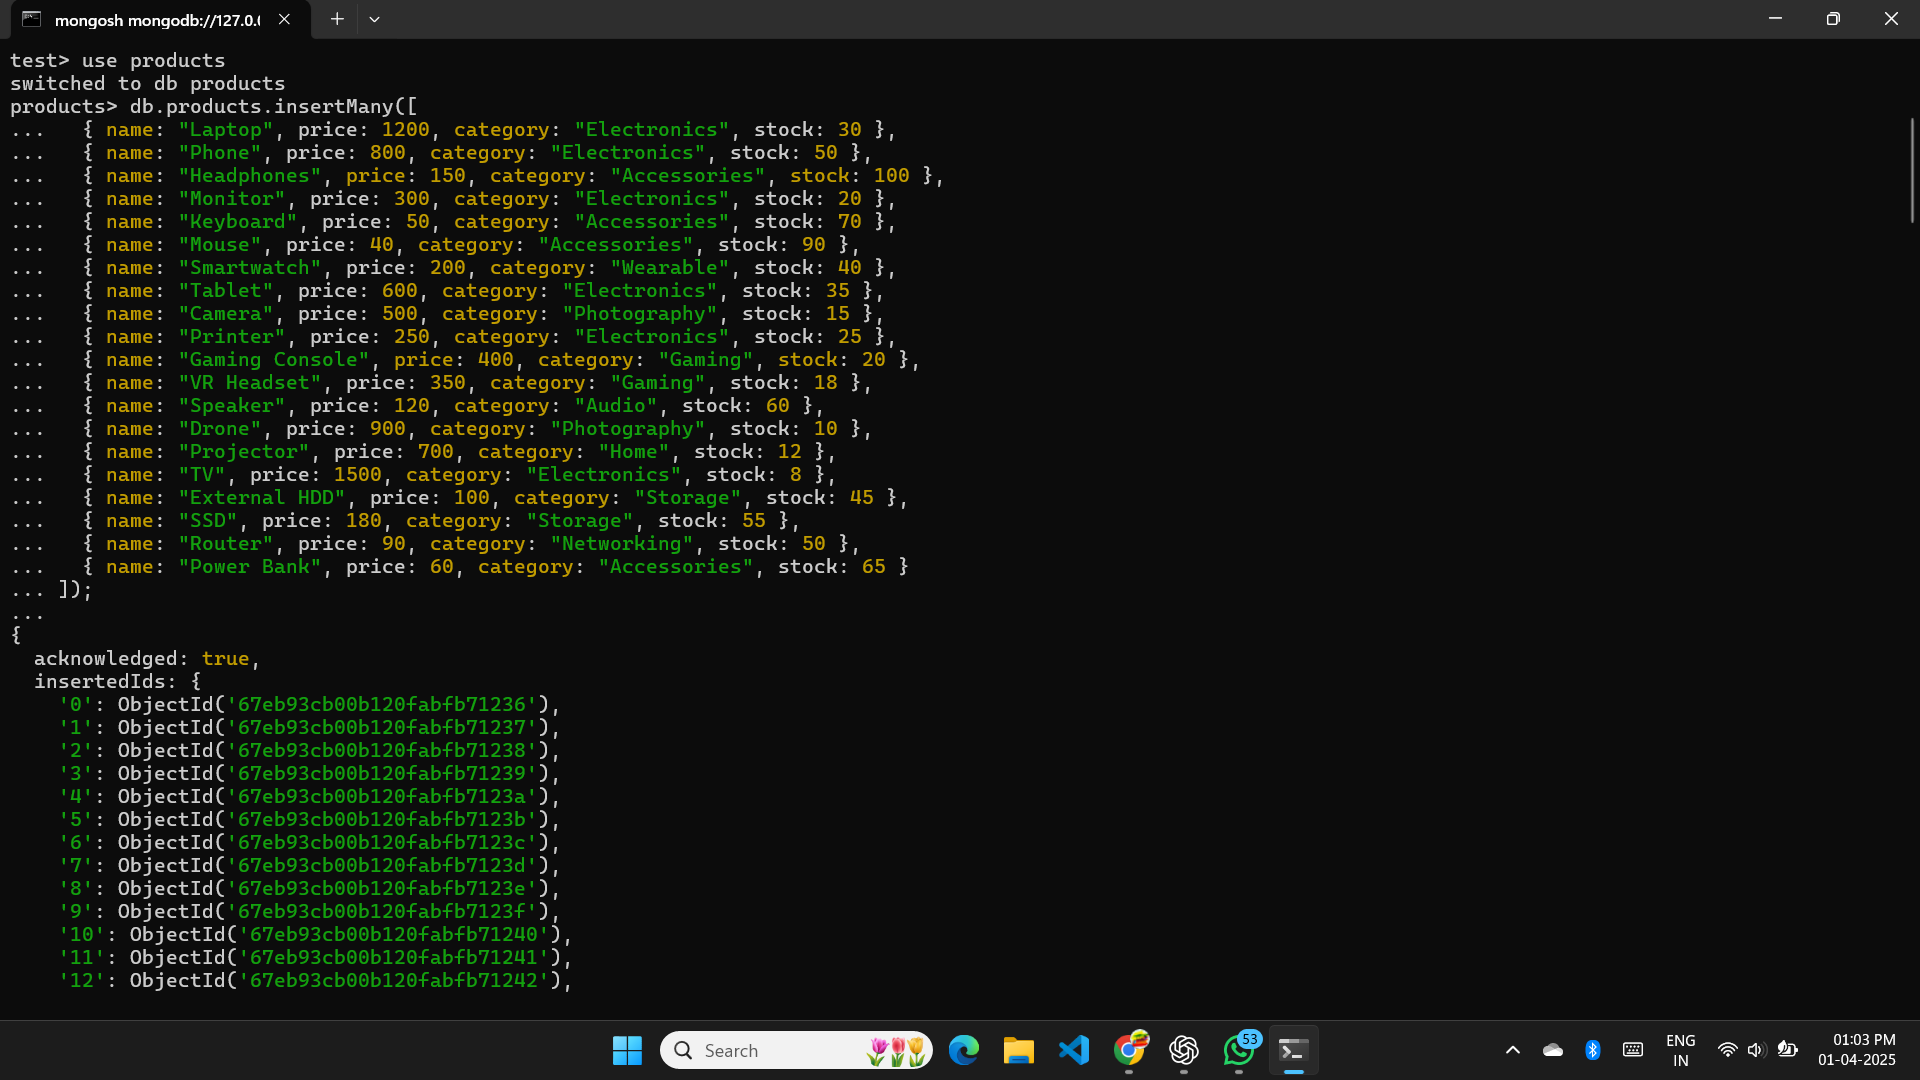 mongosh mongodb://127.0.0
test> use products
switched to db products
products> db.products.insertMany([
...   { name: "Laptop", price: 1200, category: "Electronics", stock: 30 },
...   { name: "Phone", price: 800, category: "Electronics", stock: 50 },
...   { name: "Headphones", price: 150, category: "Accessories", stock: 100 },
...   { name: "Monitor", price: 300, category: "Electronics", stock: 20 },
...   { name: "Keyboard", price: 50, category: "Accessories", stock: 70 },
...   { name: "Mouse", price: 40, category: "Accessories", stock: 90 },
...   { name: "Smartwatch", price: 200, category: "Wearable", stock: 40 },
...   { name: "Tablet", price: 600, category: "Electronics", stock: 35 },
...   { name: "Camera", price: 500, category: "Photography", stock: 15 },
...   { name: "Printer", price: 250, category: "Electronics", stock: 25 },
...   { name: "Gaming Console", price: 400, category: "Gaming", stock: 20 },
...   { name: "VR Headset", price: 350, category: "Gaming", stock: 18 },
...   { name: "Speaker", price: 120, category: "Audio", stock: 60 },
...   { name: "Drone", price: 900, category: "Photography", stock: 10 },
...   { name: "Projector", price: 700, category: "Home", stock: 12 },
...   { name: "TV", price: 1500, category: "Electronics", stock: 8 },
...   { name: "External HDD", price: 100, category: "Storage", stock: 45 },
...   { name: "SSD", price: 180, category: "Storage", stock: 55 },
...   { name: "Router", price: 90, category: "Networking", stock: 50 },
...   { name: "Power Bank", price: 60, category: "Accessories", stock: 65 }
... ]);
...
{
  acknowledged: true,
  insertedIds: {
    '0': ObjectId('67eb93cb00b120fabfb71236'),
    '1': ObjectId('67eb93cb00b120fabfb71237'),
    '2': ObjectId('67eb93cb00b120fabfb71238'),
    '3': ObjectId('67eb93cb00b120fabfb71239'),
    '4': ObjectId('67eb93cb00b120fabfb7123a'),
    '5': ObjectId('67eb93cb00b120fabfb7123b'),
    '6': ObjectId('67eb93cb00b120fabfb7123c'),
    '7': ObjectId('67eb93cb00b120fabfb7123d'),
    '8': ObjectId('67eb93cb00b120fabfb7123e'),
    '9': ObjectId('67eb93cb00b120fabfb7123f'),
    '10': ObjectId('67eb93cb00b120fabfb71240'),
    '11': ObjectId('67eb93cb00b120fabfb71241'),
    '12': ObjectId('67eb93cb00b120fabfb71242'),
Search
53
ENG
IN
01:03 PM
01-04-2025